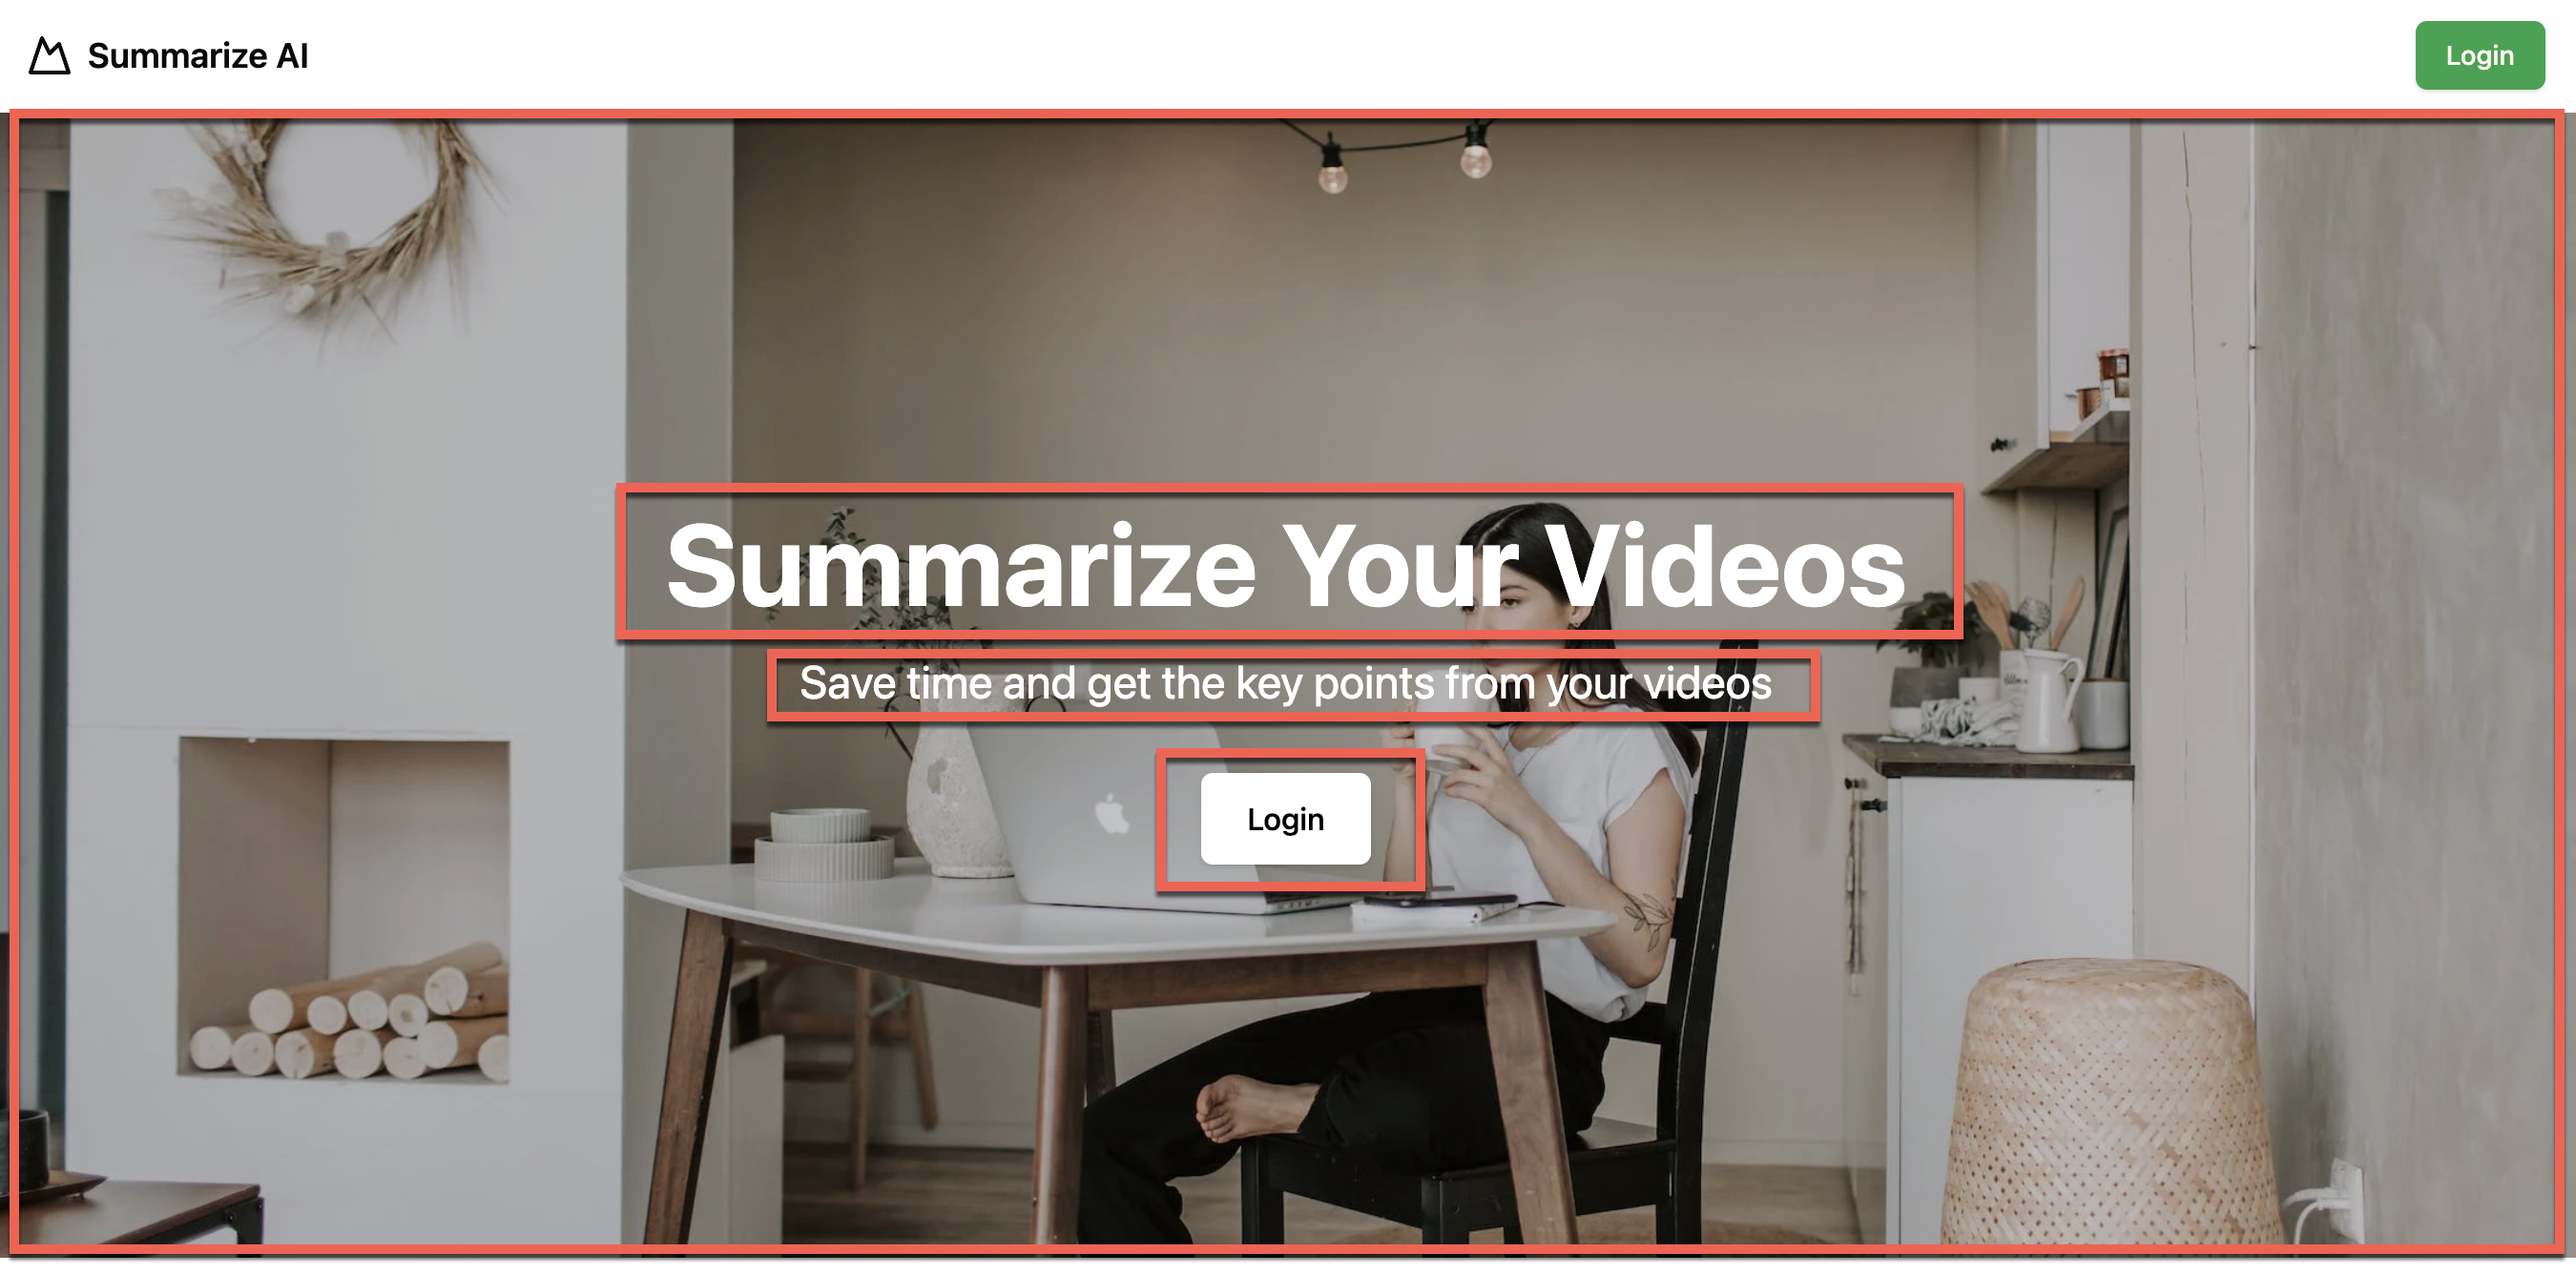 Summarize AI
Login
Summarize Your Videos
Save time and get the key points from your videos
Login